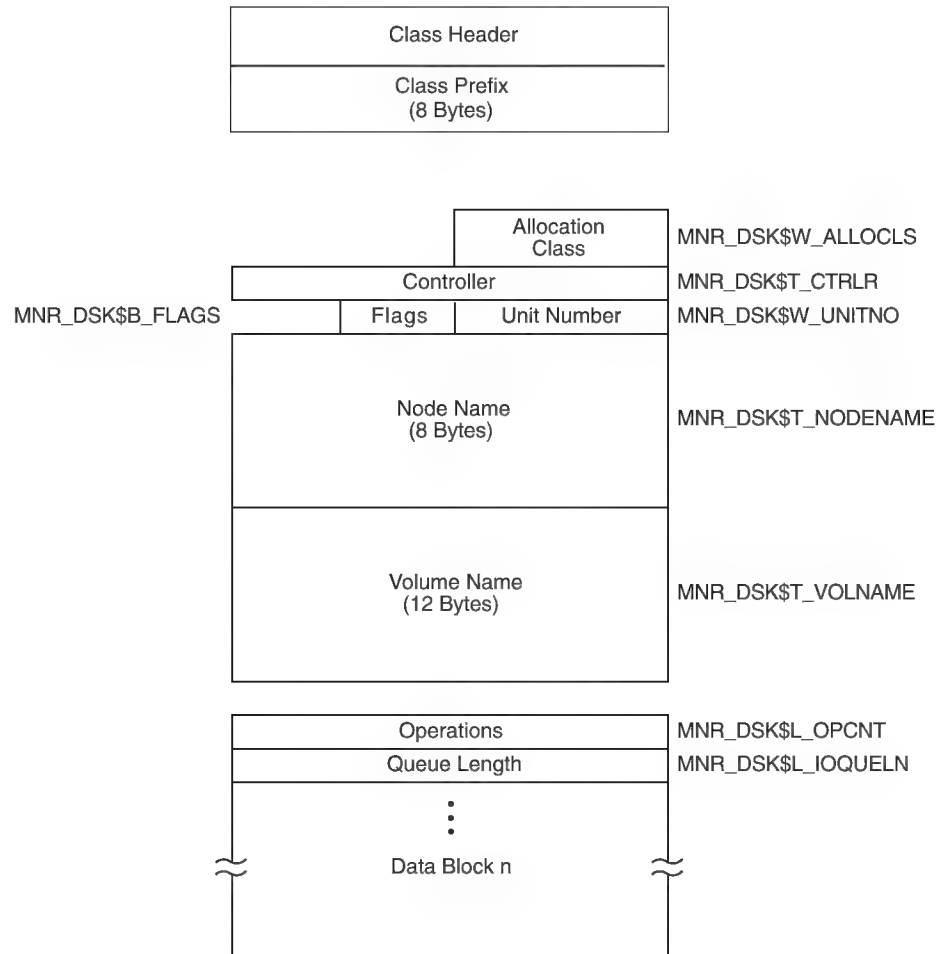 Class Header
Class Prefix
(8 Bytes)
Allocation
Class
MNR_DSK$W_ALLOCLS
Controller
MNR_DSK$T_CTRLR
MNR_DSK$B_FLAGS
Flags
Unit Number
MNR_DSK$W_UNITNO
Node Name
(8 Bytes)
MNR_DSK$T_NODENAME
Volume Name
(12 Bytes)
MNR_DSK$T_VOLNAME
Operations
MNR_DSK$L_OPCNT
Queue Length
MNR_DSK$L_IOQUELN
Data Block n